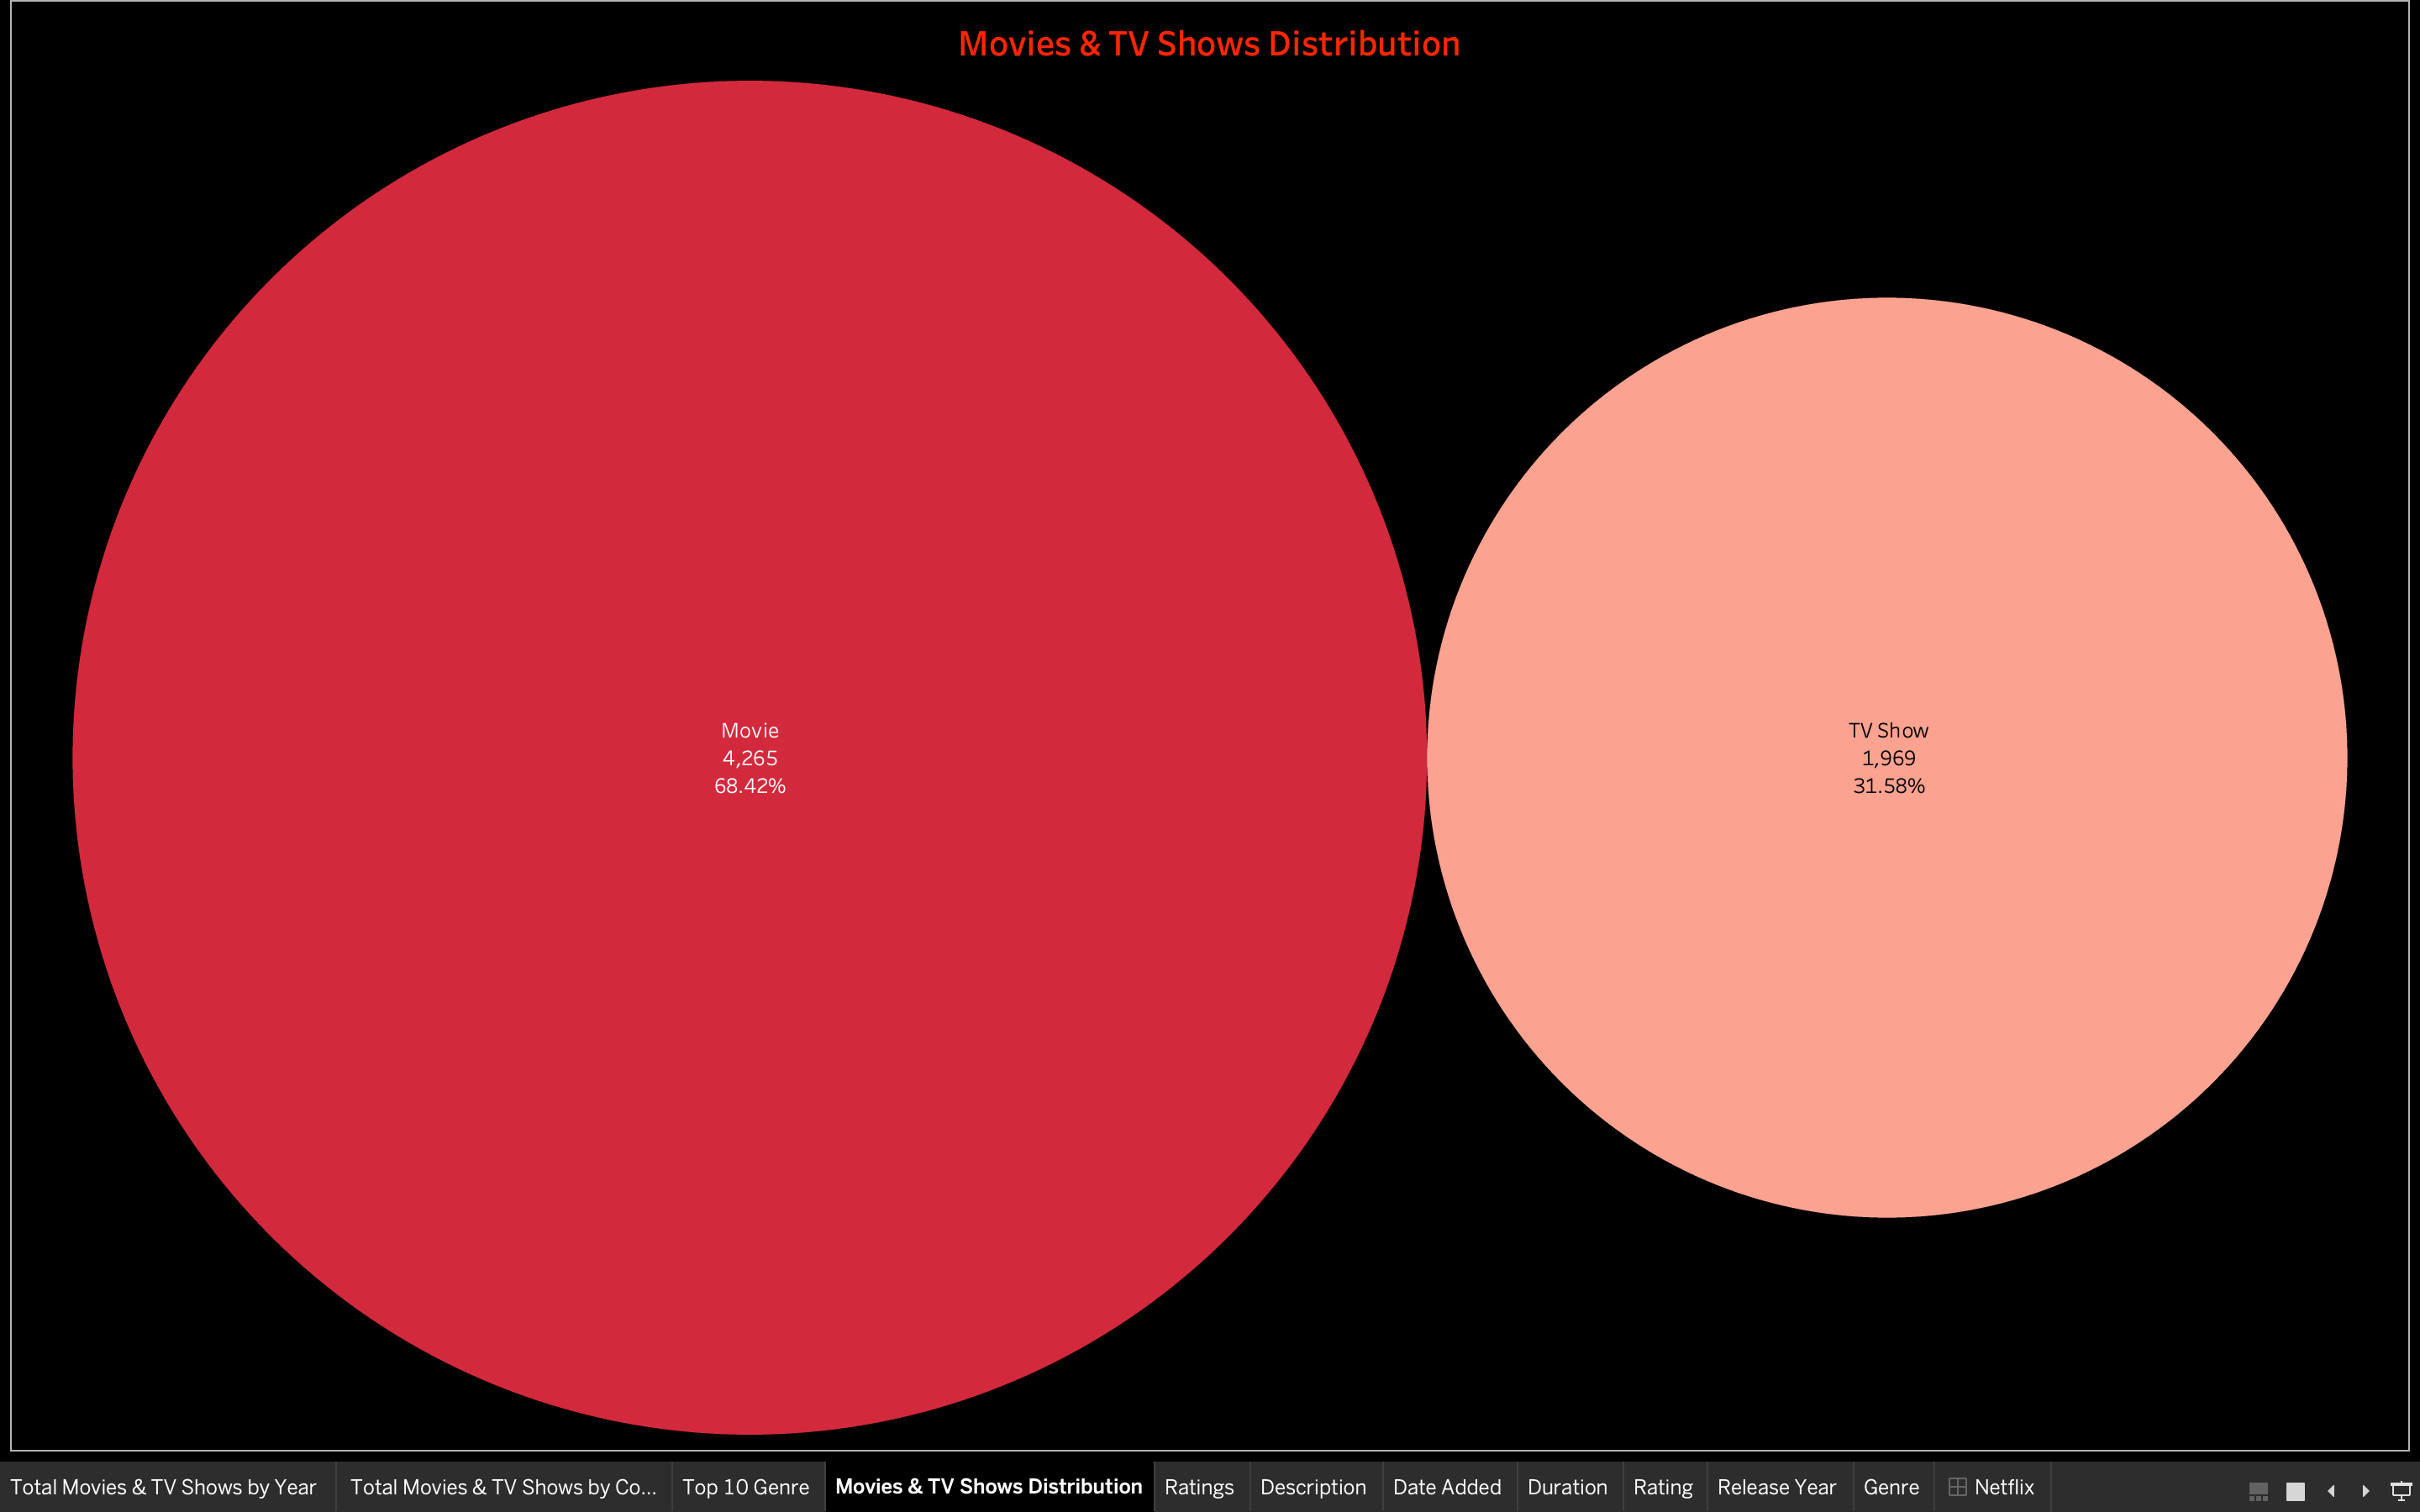 Movies & TV Shows Distribution
Movie
4,265
68.42%
TV Show
1,969
31.58%
Total Movies & TV Shows by Year
Total Movies & TV Shows by Co...
Top 10 Genre
Movies & TV Shows Distribution
Ratings
Description
Date Added
Duration
Rating
Release Year
Genre
Netflix